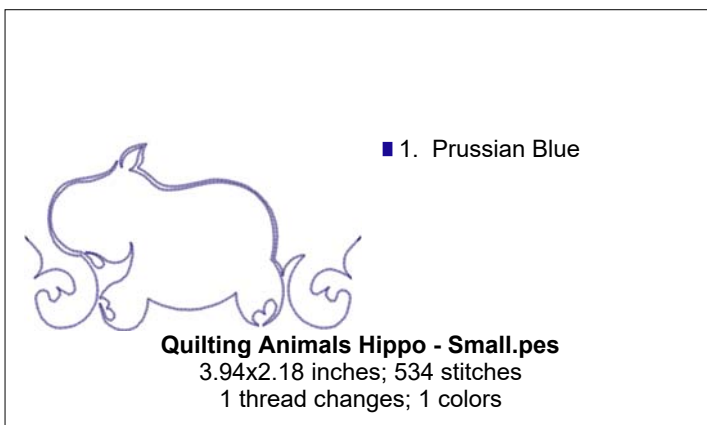 1. Prussian Blue
Quilting Animals Hippo - Small.pes
3.94x2.18 inches; 534 stitches
1 thread changes; 1 colors